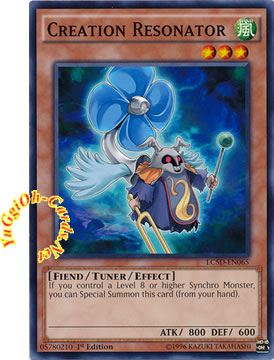 CREATION RESONATOR
風
LC5D-EN065
[FIEND / TUNER / EFFECT]
If you control a Level 8 or higher Synchro Monster,
you can Special Summon this card (from your hand).
ATK/ 800 DEF/ 600
05780210 1st Edition
©1996 KAZUKI TAKAHASHI
YuGiOh-Cards.Net